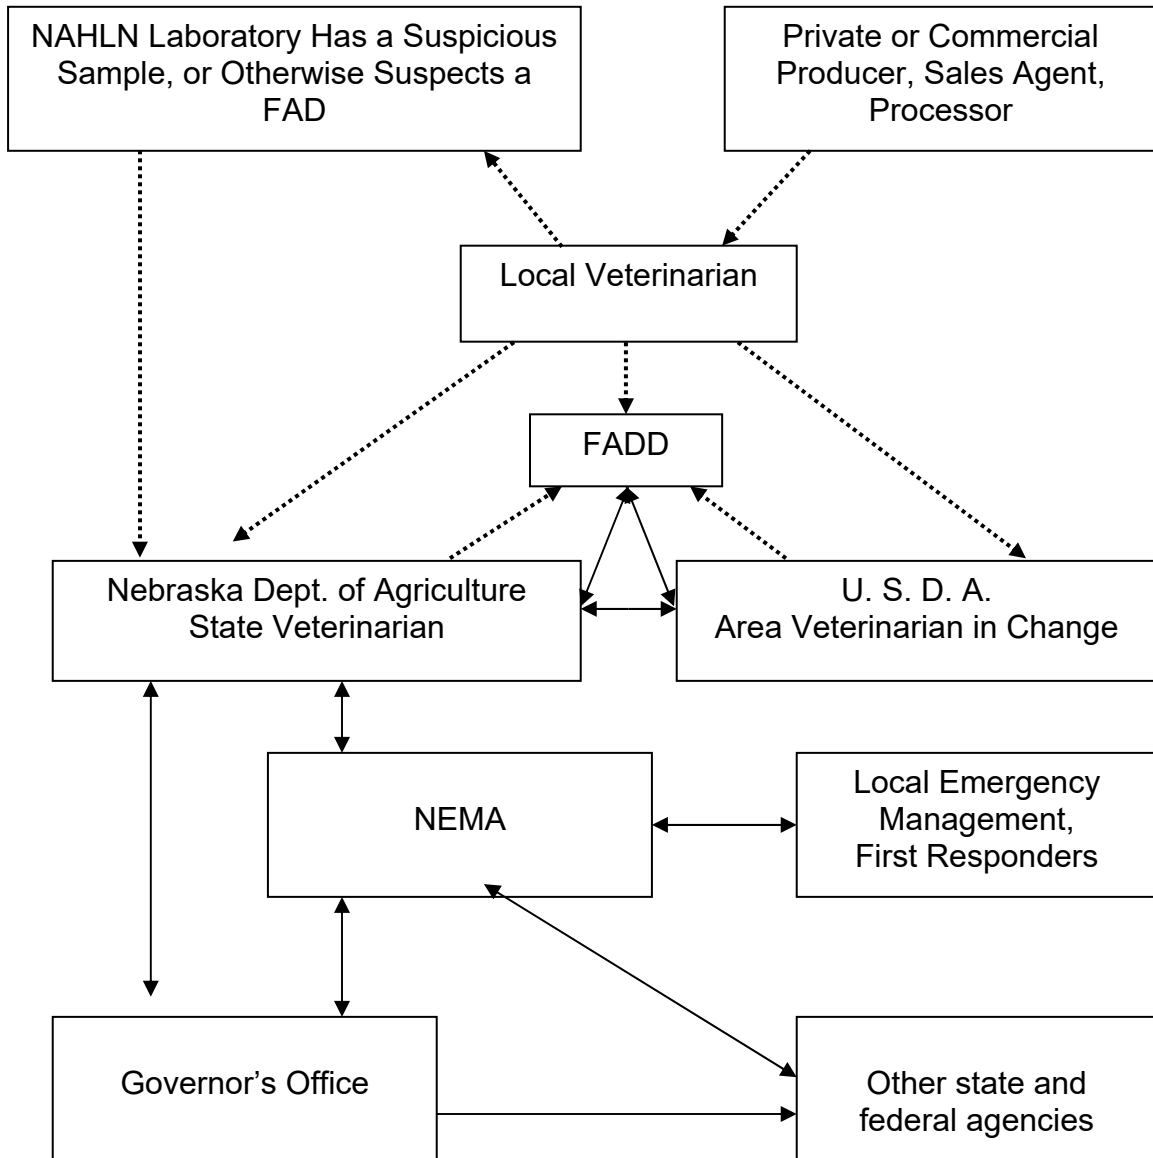 NAHLN Laboratory Has a Suspicious
Sample, or Otherwise Suspects a
FAD
Private or Commercial
Producer, Sales Agent,
Processor
Local Veterinarian
FADD
Nebraska Dept. of Agriculture
State Veterinarian
U. S. D. A.
Area Veterinarian in Change
NEMA
Local Emergency
Management,
First Responders
Governor’s Office
Other state and
federal agencies